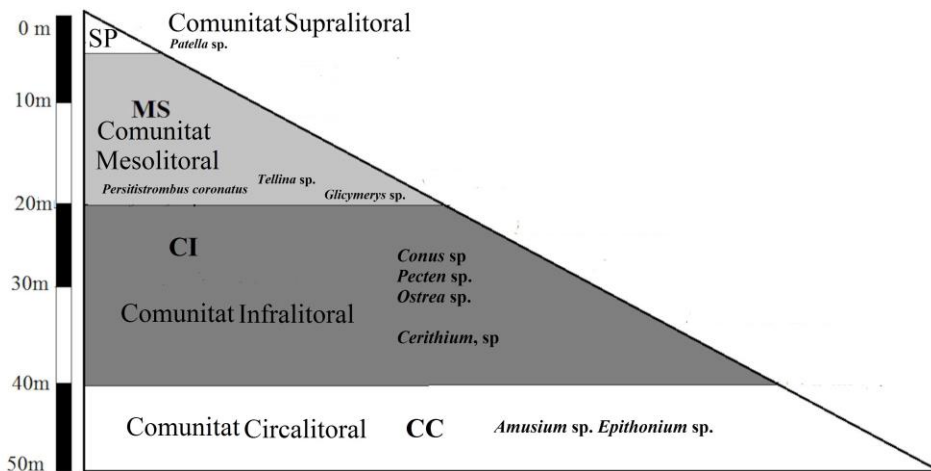 0 m
SP
Comunitat Supralitoral
Patella sp.
10m
MS
Comunitat
Mesolitoral
Tellina sp.
Persitistrombus coronatus
Glicymerys sp.
20m
CI
Conus sp
Pecten sp.
30m
Ostrea sp.
Comunitat Infralitoral
Cerithium, sp
40m
Comunitat Circalitoral
CC
Amusium sp. Epithonium sp.
50m